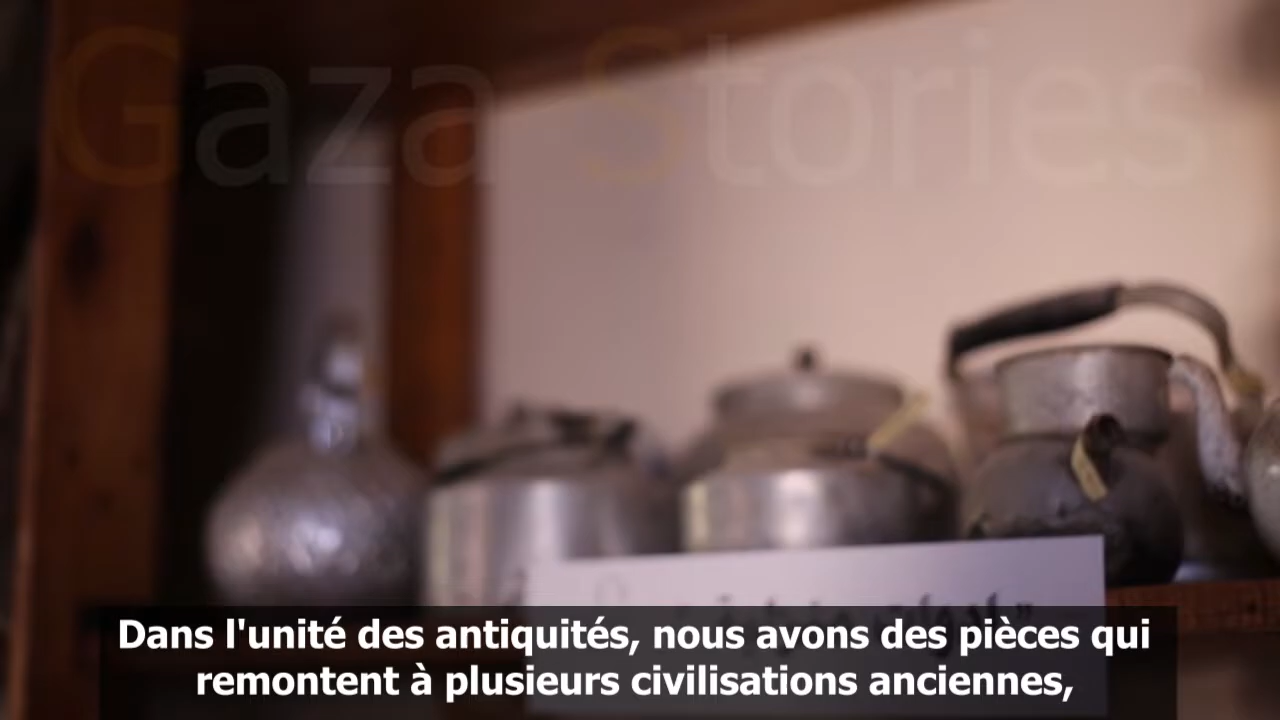 Gaza Stories
Dans l'unité des antiquités, nous avons des pièces qui
remontent à plusieurs civilisations anciennes,